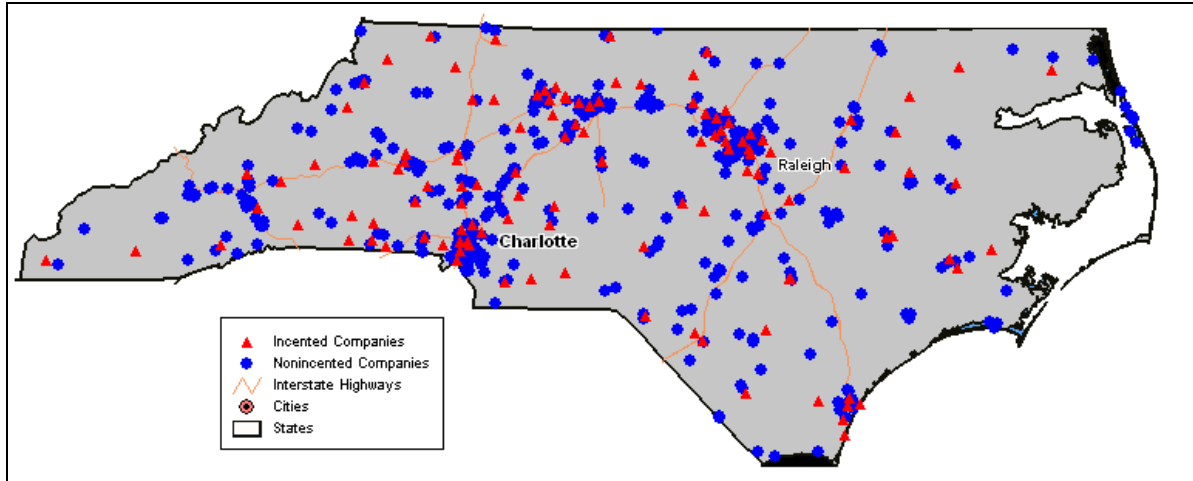 Raleigh
Charlotte
Incented Companies
Nonincented Companies
Interstate Highways
Cities
States